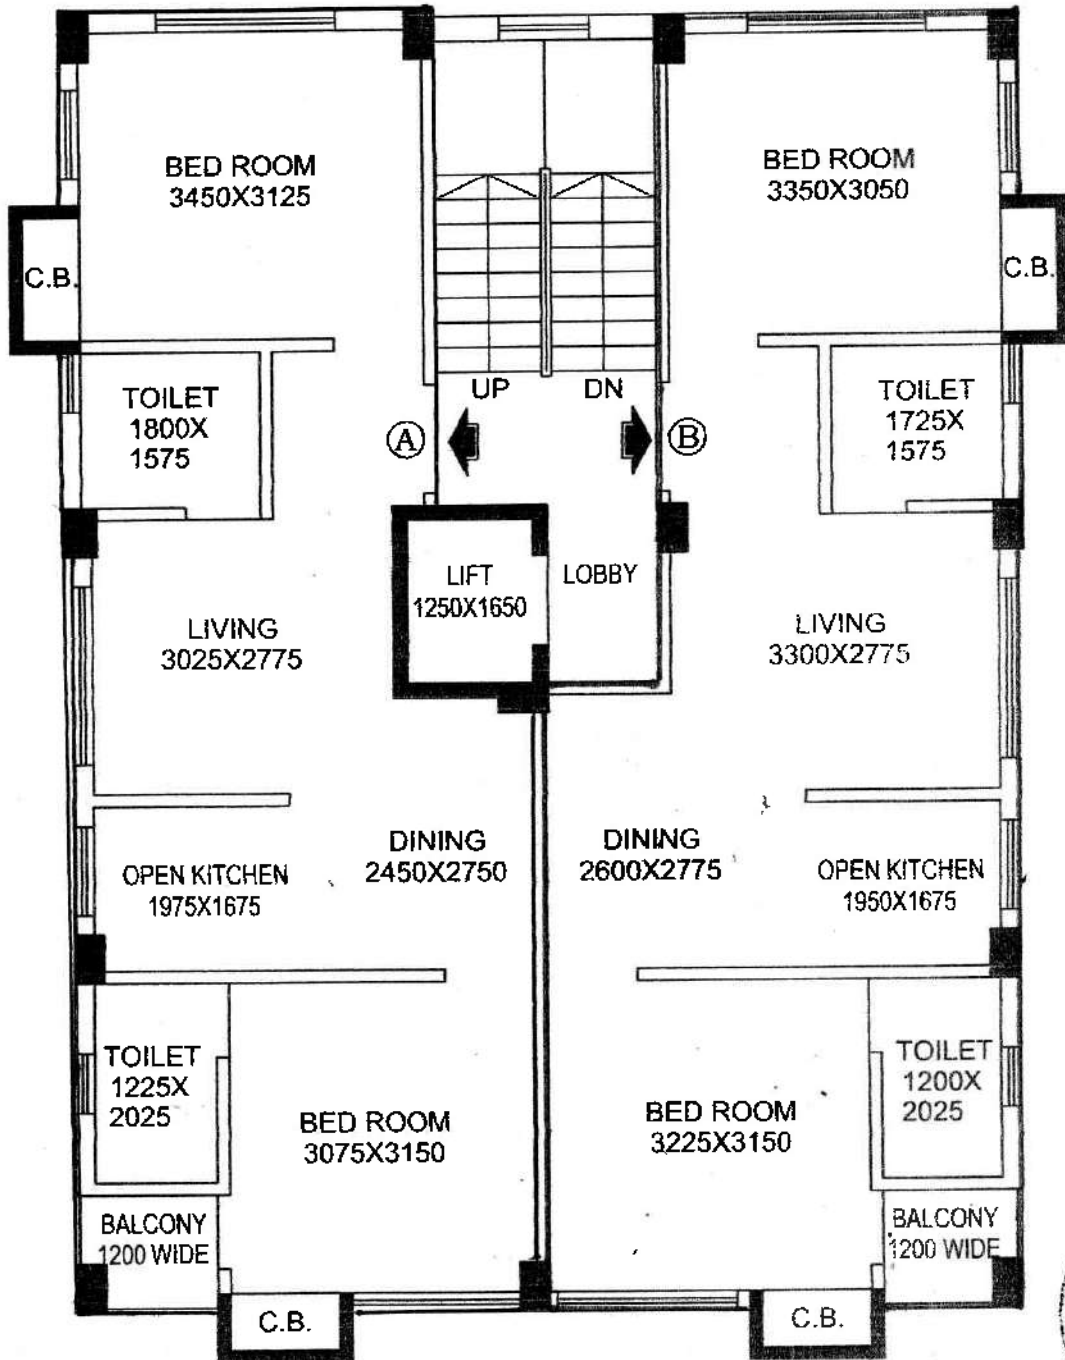 BED ROOM
3450X3125
BED ROOM
3350X3050
C.B.
C.B.
TOILET
1800X
1575
UP
DN
TOILET
1725X
1575
A
B
LIFT
1250X1650
LOBBY
LIVING
3025X2775
LIVING
3300X2775
DINING
2450X2750
DINING
2600X2775
OPEN KITCHEN
1975X1675
OPEN KITCHEN
1950X1675
TOILET
1225X
2025
TOILET
1200X
2025
BED ROOM
3075X3150
BED ROOM
3225X3150
BALCONY
1200 WIDE
BALCONY
1200 WIDE
C.B.
C.B.